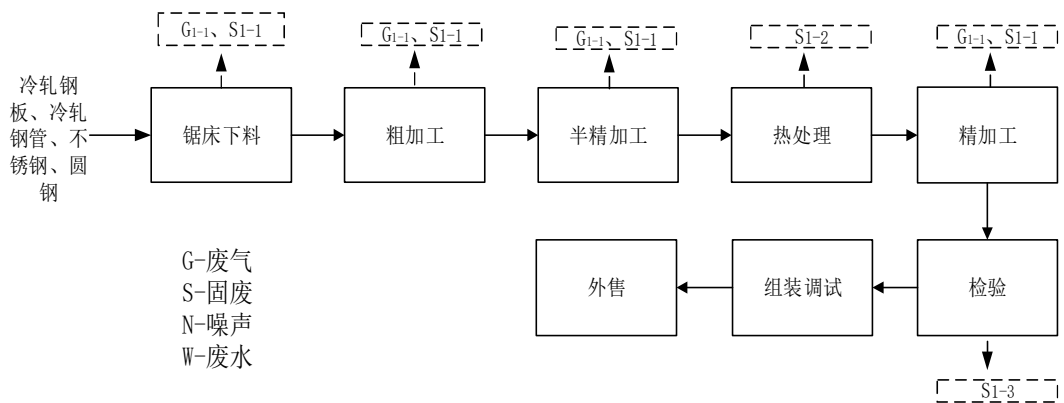 G1-1、S1-1
G1-1、S1-1
G1-1、S1-1
S1-2
G1-1、S1-1
冷轧钢
板、冷轧
钢管、不
锈钢、圆
钢
锯床下料
粗加工
半精加工
热处理
精加工
G-废气
S-固废
N-噪声
W-废水
外售
组装调试
检验
S1-3